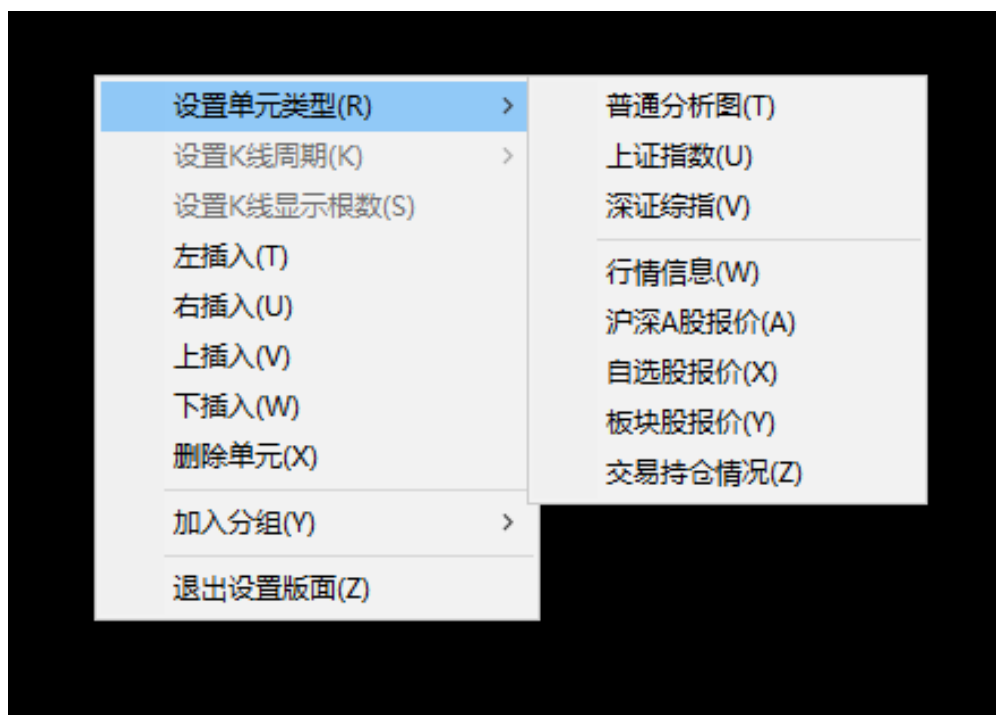 设置单元类型(R)
设置K线周期(K)
设置K线显示根数(S)
左插入(T)
右插入(U)
上插入(V)
下插入(W)
删除单元(X)
加入分组(Y)
退出设置版面(Z)
普通分析图(T)
上证指数(U)
深证综指(V)
行情信息(W)
沪深A股报价(A)
自选股报价(X)
板块股报价(Y)
交易持仓情况(Z)